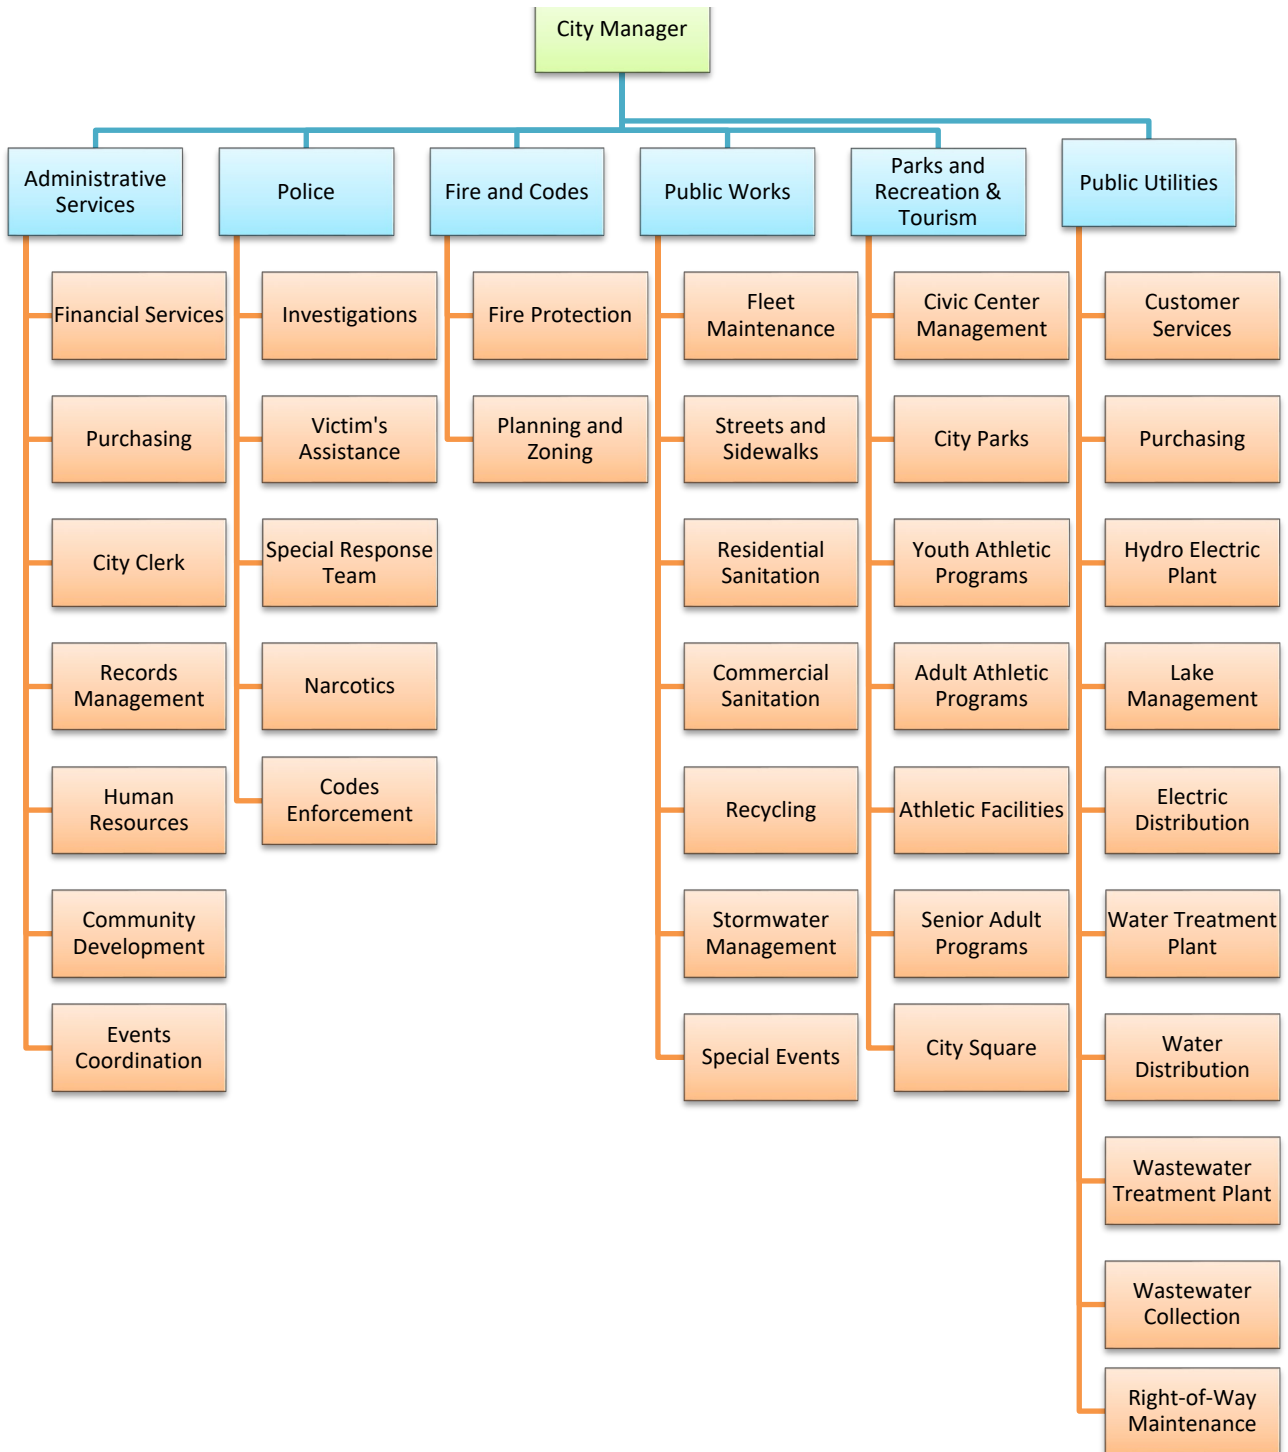 City Manager
Administrative
Services
Police
Fire and Codes
Public Works
Parks and
Recreation &
Tourism
Public Utilities
Financial Services
Purchasing
City Clerk
Records
Management
Human
Resources
Community
Development
Events
Coordination
Investigations
Victim's
Assistance
Special Response
Team
Narcotics
Codes
Enforcement
Fire Protection
Planning and
Zoning
Fleet
Maintenance
Streets and
Sidewalks
Residential
Sanitation
Commercial
Sanitation
Recycling
Stormwater
Management
Special Events
Civic Center
Management
City Parks
Youth Athletic
Programs
Adult Athletic
Programs
Athletic Facilities
Senior Adult
Programs
City Square
Customer
Services
Purchasing
Hydro Electric
Plant
Lake
Management
Electric
Distribution
Water Treatment
Plant
Water
Distribution
Wastewater
Treatment Plant
Wastewater
Collection
Right-of-Way
Maintenance